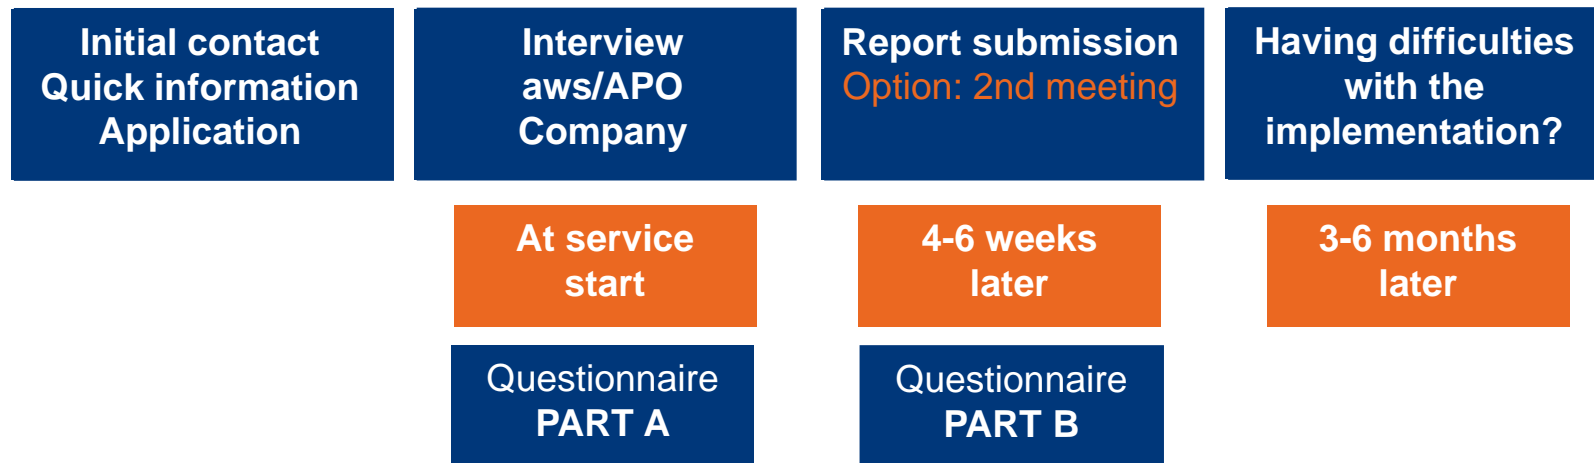 Initial contact
Quick information
Application
Interview
aws/APO
Company
Report submission
Option: 2nd meeting
Having difficulties
with the
implementation?
At service
start
4-6 weeks
later
3-6 months
later
Questionnaire
PART A
Questionnaire
PART B